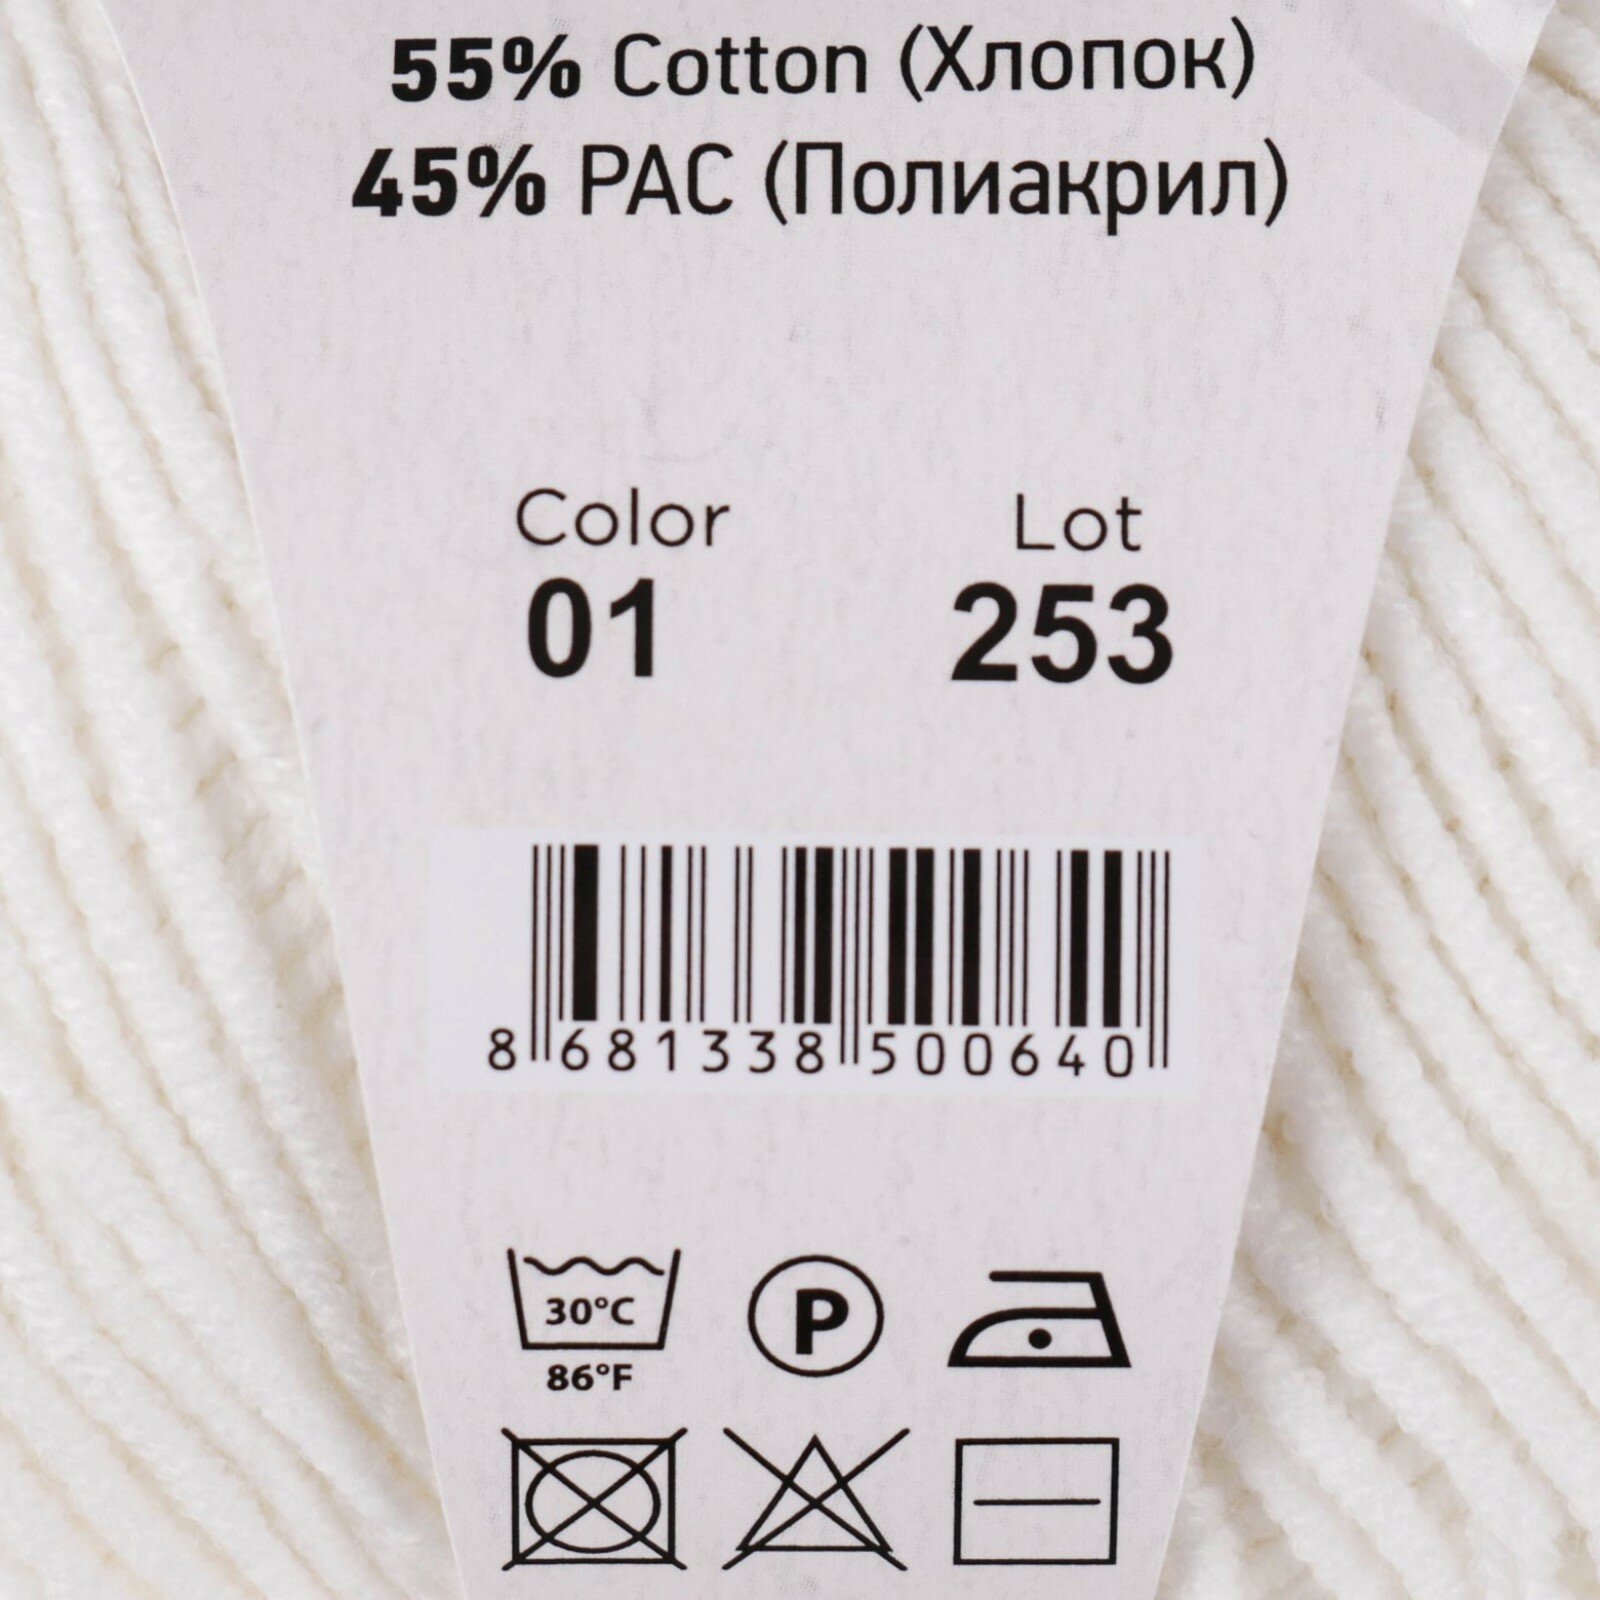 55% Cotton (Хлопок)
45% PAC (Полиакрил)
Color Lot
01 253
8 681338 500640
30°C
86°F
P